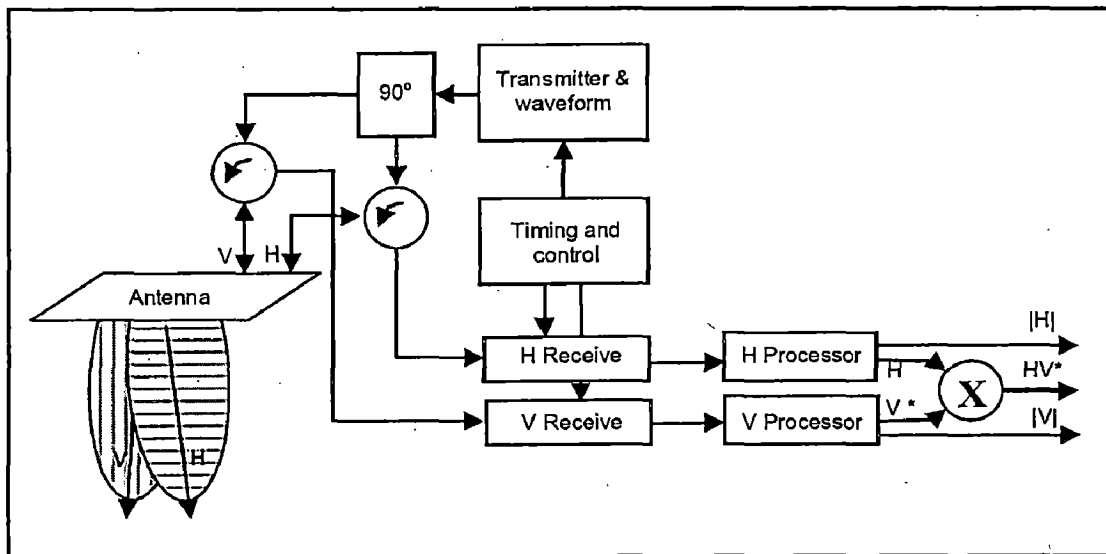 90°
Transmitter &
waveform
Timing and
control
V
H
Antenna
V
H
H Receive
H Processor
V Receive
V Processor
H
V *
X
|H|
HV*
|V|